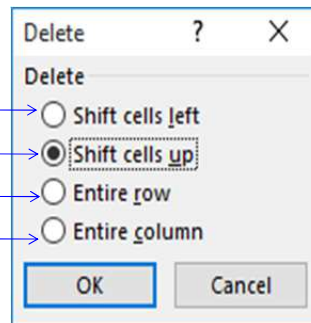 Delete ? X
Delete
Shift cells left
Shift cells up
Entire row
Entire column
OK Cancel